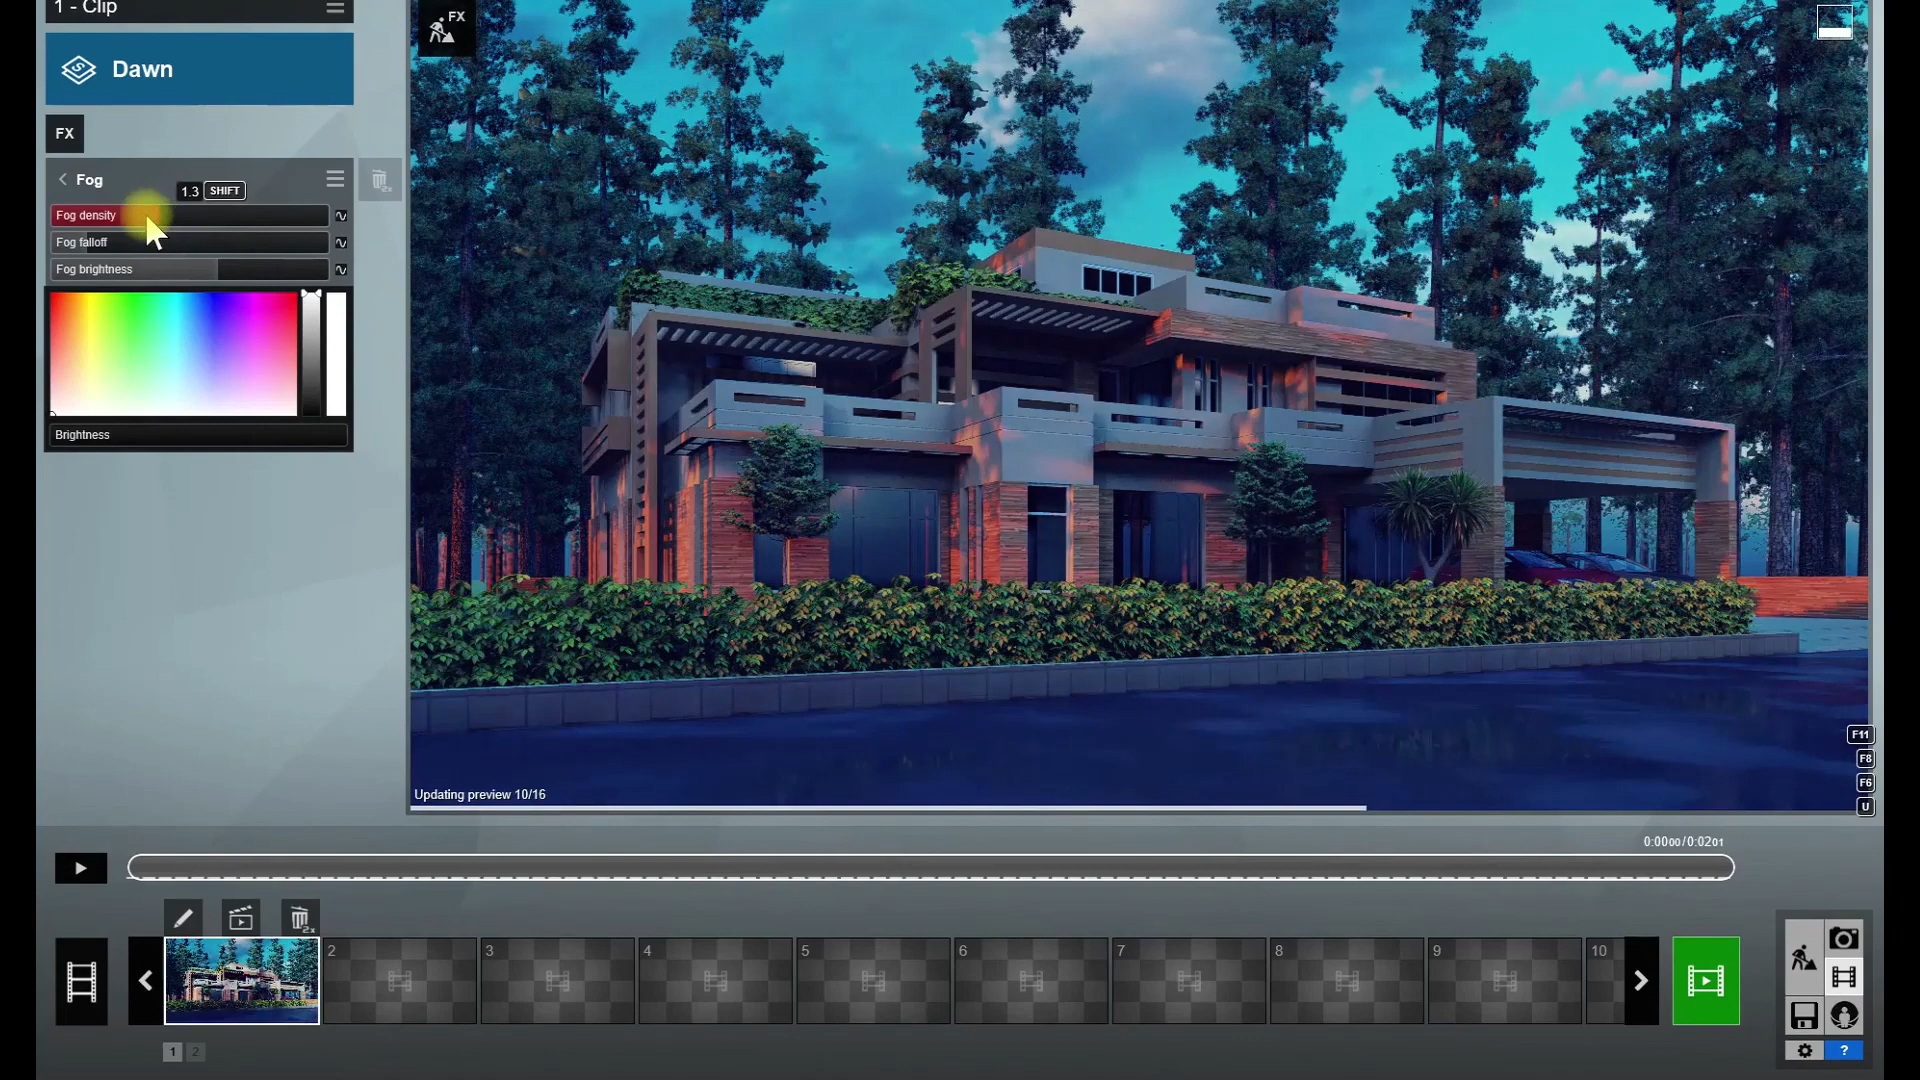 1 - Clip
FX
Dawn
FX
Fog
1.3 SHIFT
Fog density
Fog falloff
Fog brightness
Brightness
Updating preview 10/16
F11
F8
F6
U
0:0000/0:0201
2x
2 3 4 5 6 7 8 9 10
1 2
?